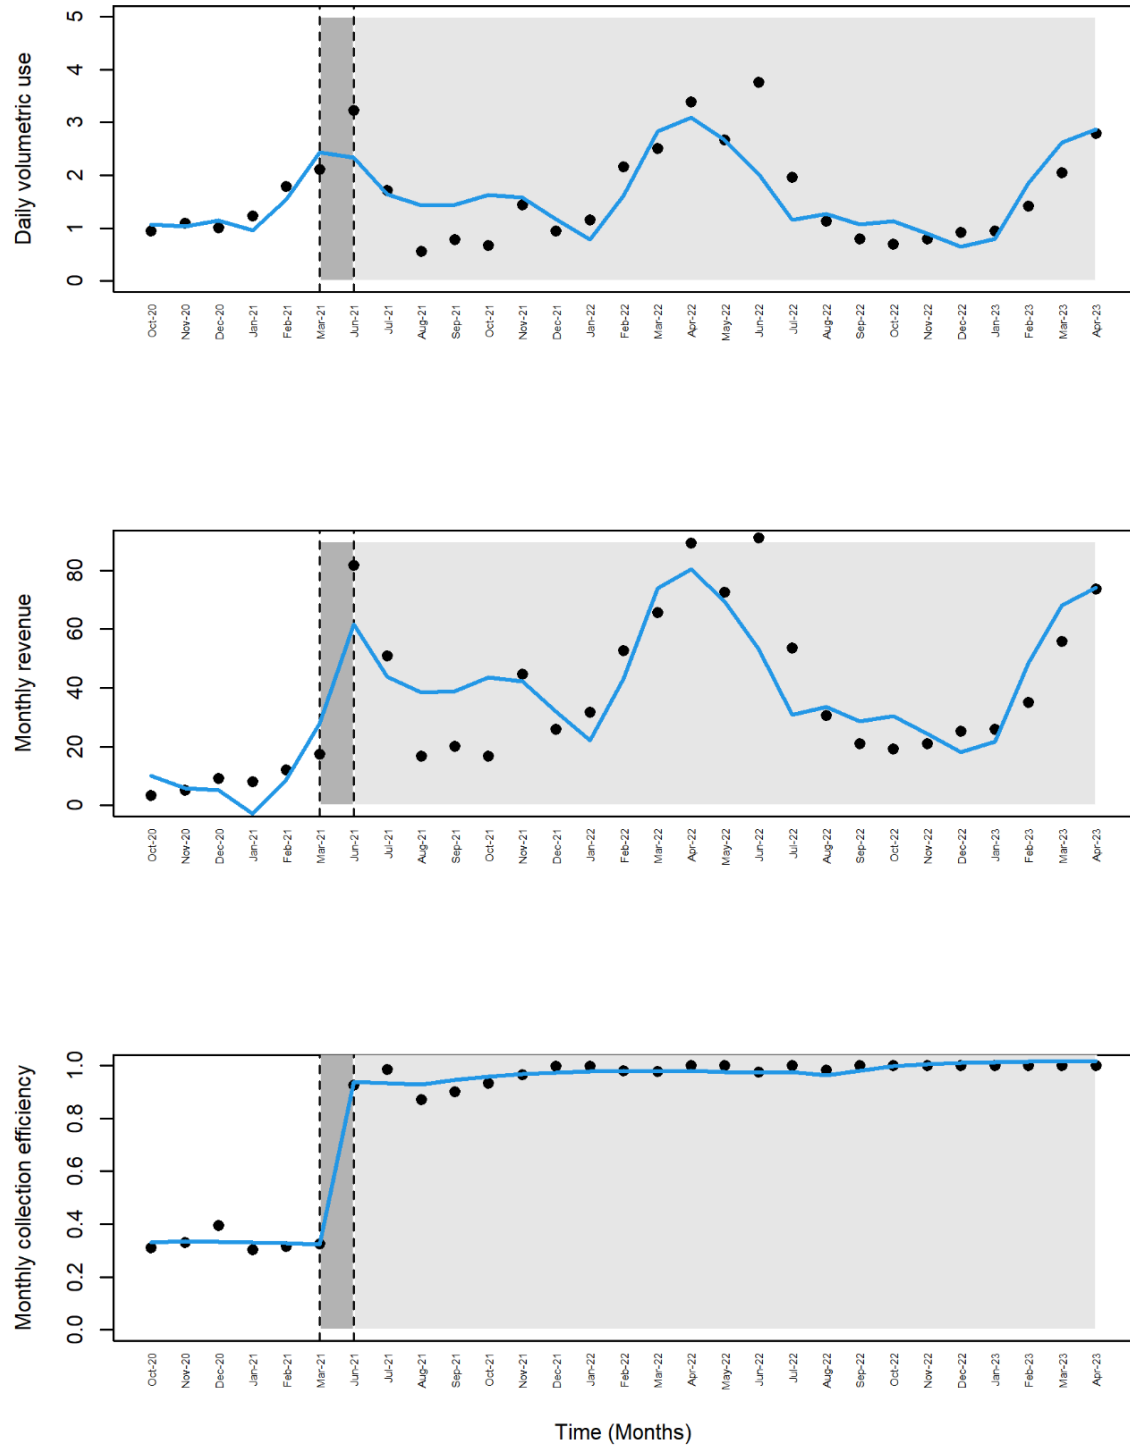 Daily volumetric use
5
4
3
2
1
0
Oct-20 Nov-20 Dec-20 Jan-21 Feb-21 Mar-21 Jun-21 Jul-21 Aug-21 Sep-21 Oct-21 Nov-21 Dec-21 Jan-22 Feb-22 Mar-22 Apr-22 May-22 Jun-22 Jul-22 Aug-22 Sep-22 Oct-22 Nov-22 Dec-22 Jan-23 Feb-23 Mar-23 Apr-23
Monthly revenue
80
60
40
20
0
Oct-20 Nov-20 Dec-20 Jan-21 Feb-21 Mar-21 Jun-21 Jul-21 Aug-21 Sep-21 Oct-21 Nov-21 Dec-21 Jan-22 Feb-22 Mar-22 Apr-22 May-22 Jun-22 Jul-22 Aug-22 Sep-22 Oct-22 Nov-22 Dec-22 Jan-23 Feb-23 Mar-23 Apr-23
Monthly collection efficiency
1.0
0.8
0.6
0.4
0.2
0.0
Oct-20 Nov-20 Dec-20 Jan-21 Feb-21 Mar-21 Jun-21 Jul-21 Aug-21 Sep-21 Oct-21 Nov-21 Dec-21 Jan-22 Feb-22 Mar-22 Apr-22 May-22 Jun-22 Jul-22 Aug-22 Sep-22 Oct-22 Nov-22 Dec-22 Jan-23 Feb-23 Mar-23 Apr-23
Time (Months)